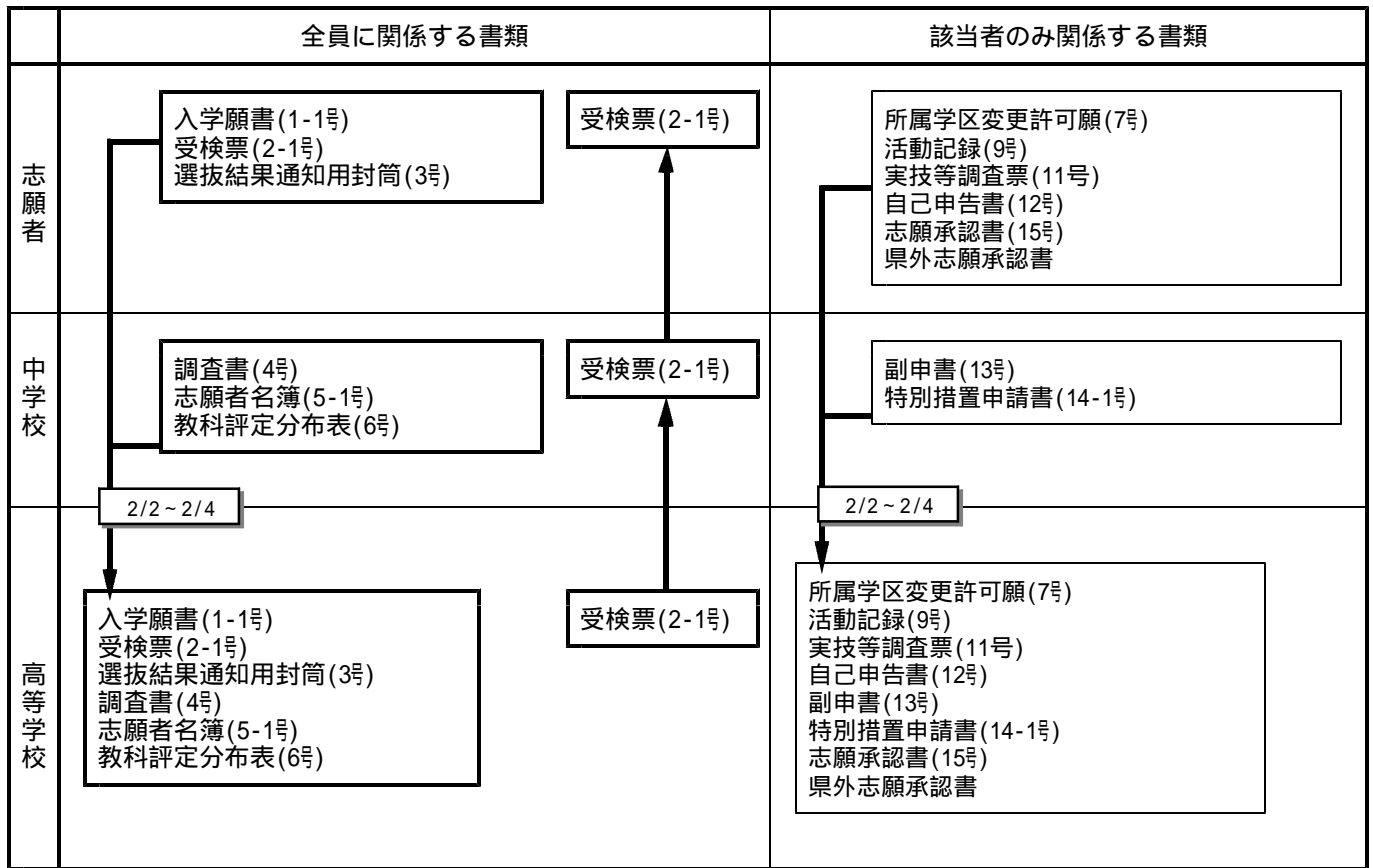 全員に関係する書類
該当者のみ関係する書類
志願者
入学願書(1-1号)
受検票(2-1号)
選抜結果通知用封筒(3号)
受検票(2-1号)
所属学区変更許可願(7号)
活動記録(9号)
実技等調査票(11号)
自己申告書(12号)
志願承認書(15号)
県外志願承認書
中学校
調査書(4号)
志願者名簿(5-1号)
教科評定分布表(6号)
受検票(2-1号)
副申書(13号)
特別措置申請書(14-1号)
2/2~2/4
2/2~2/4
高等学校
入学願書(1-1号)
受検票(2-1号)
選抜結果通知用封筒(3号)
調査書(4号)
志願者名簿(5-1号)
教科評定分布表(6号)
受検票(2-1号)
所属学区変更許可願(7号)
活動記録(9号)
実技等調査票(11号)
自己申告書(12号)
副申書(13号)
特別措置申請書(14-1号)
志願承認書(15号)
県外志願承認書